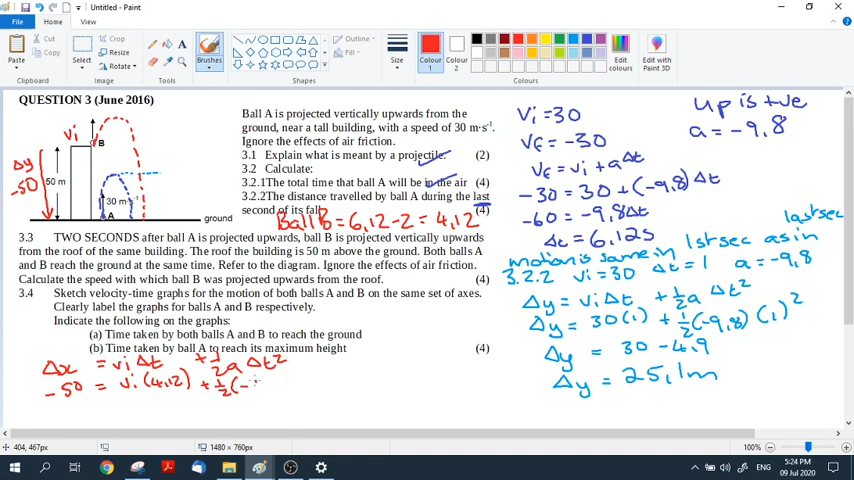 Untitled - Paint
File
Home
View
Cut
Copy
Paste
Clipboard
Crop
Resize
Rotate
Select
Image
Tools
Brushes
Outline
Fill
Shapes
Size
Colour 1
Colour 2
Edit colours
Edit with Paint 3D
Colours
QUESTION 3 (June 2016)
Ball A is projected vertically upwards from the
ground, near a tall building, with a speed of 30 m·s⁻¹.
Ignore the effects of air friction.
3.1 Explain what is meant by a projectile. (2)
3.2 Calculate:
3.2.1The total time that ball A will be in the air (4)
3.2.2The distance travelled by ball A during the last
second of its fall (4)
Vi
B
Δy
-50
50 m
30 m·s⁻¹
A
ground
Ball B = 6,12-2 = 4,12
3.3 TWO SECONDS after ball A is projected upwards, ball B is projected vertically upwards
from the roof of the same building. The roof the building is 50 m above the ground. Both balls
A and B reach the ground at the same time. Refer to the diagram. Ignore the effects of air friction.
Calculate the speed with which ball B was projected upwards from the roof. (4)
3.4 Sketch velocity-time graphs for the motion of both balls A and B on the same set of axes.
Clearly label the graphs for balls A and B respectively.
Indicate the following on the graphs:
(a) Time taken by both balls A and B to reach the ground
(b) Time taken by ball A to reach its maximum height (4)
Δx = vi Δt + ½ a Δt²
-50 = vi (4,12) + ½ (-
Vi = 30
Vf = -30
Vf = vi + a Δt
-30 = 30 + (-9,8) Δt
-60 = -9,8Δt
Δt = 6,12s
up is +ve
a = -9,8
last sec
motion is same in 1st sec as in
3.2.2 vi = 30 Δt = 1 a = -9,8
Δy = vi Δt + ½ a Δt²
Δy = 30(1) + ½ (-9,8) (1)²
Δy = 30 - 4,9
Δy = 25,1m
404, 467px
1480 × 760px
100%
ENG
5:24 PM
09 Jul 2020